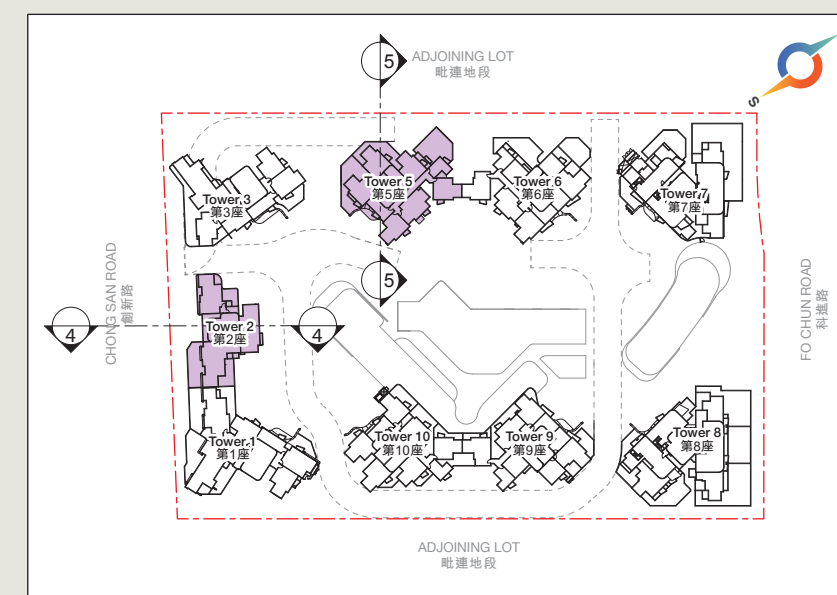 5
ADJOINING LOT
毗連地段
S
Tower 3
第3座
Tower 5
第5座
Tower 6
第6座
Tower 7
第7座
CHONG SAN ROAD
創新路
5
FO CHUN ROAD
科進路
4
Tower 2
第2座
4
Tower 1
第1座
Tower 10
第10座
Tower 9
第9座
Tower 8
第8座
ADJOINING LOT
毗連地段